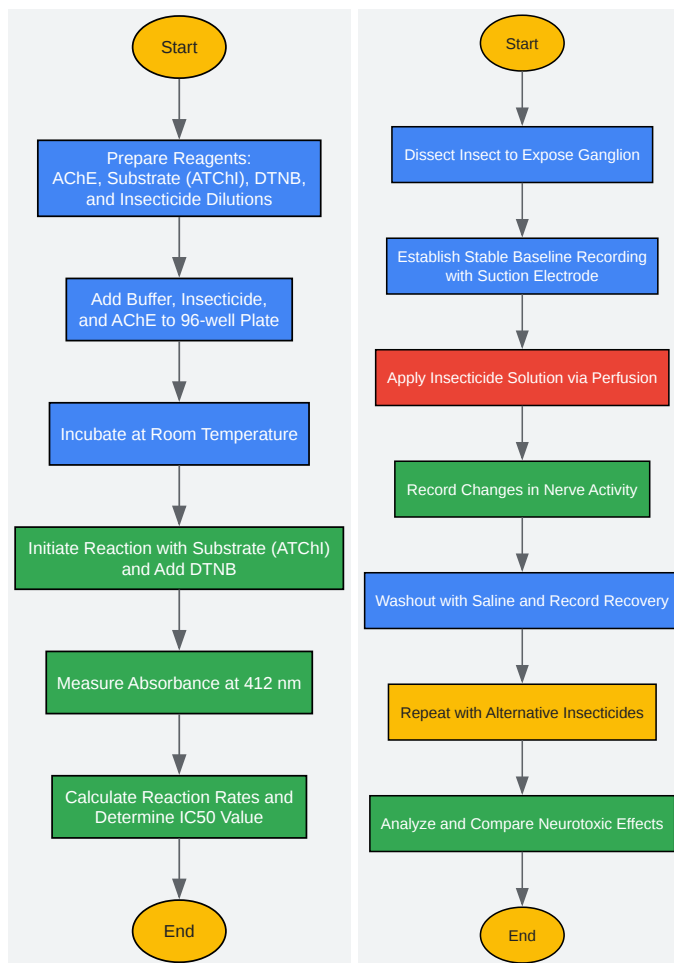 Start
Prepare Reagents:
AChE, Substrate (ATChI), DTNB,
and Insecticide Dilutions
Add Buffer, Insecticide,
and AChE to 96-well Plate
Incubate at Room Temperature
Initiate Reaction with Substrate (ATChI)
and Add DTNB
Measure Absorbance at 412 nm
Calculate Reaction Rates and
Determine IC50 Value
End
Start
Dissect Insect to Expose Ganglion
Establish Stable Baseline Recording
with Suction Electrode
Apply Insecticide Solution via Perfusion
Record Changes in Nerve Activity
Washout with Saline and Record Recovery
Repeat with Alternative Insecticides
Analyze and Compare Neurotoxic Effects
End